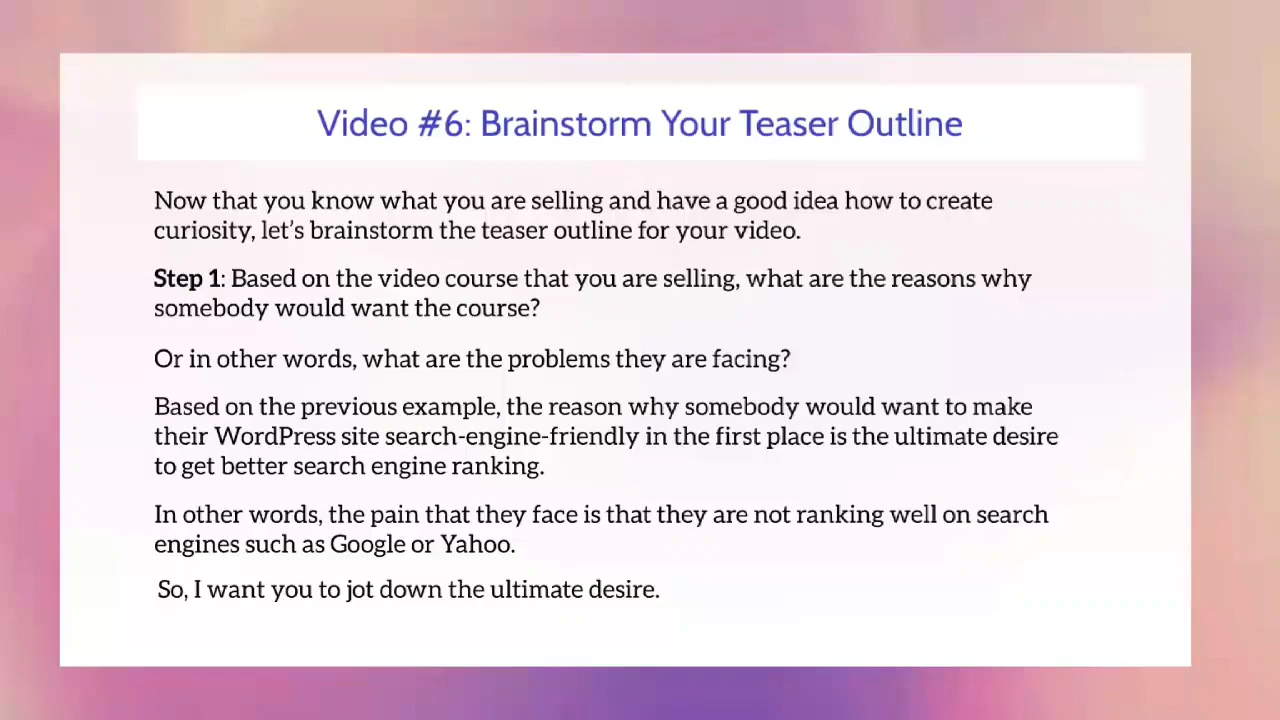 Video #6: Brainstorm Your Teaser Outline
Now that you know what you are selling and have a good idea how to create
curiosity, let’s brainstorm the teaser outline for your video.
Step 1: Based on the video course that you are selling, what are the reasons why
somebody would want the course?
Or in other words, what are the problems they are facing?
Based on the previous example, the reason why somebody would want to make
their WordPress site search-engine-friendly in the first place is the ultimate desire
to get better search engine ranking.
In other words, the pain that they face is that they are not ranking well on search
engines such as Google or Yahoo.
So, I want you to jot down the ultimate desire.